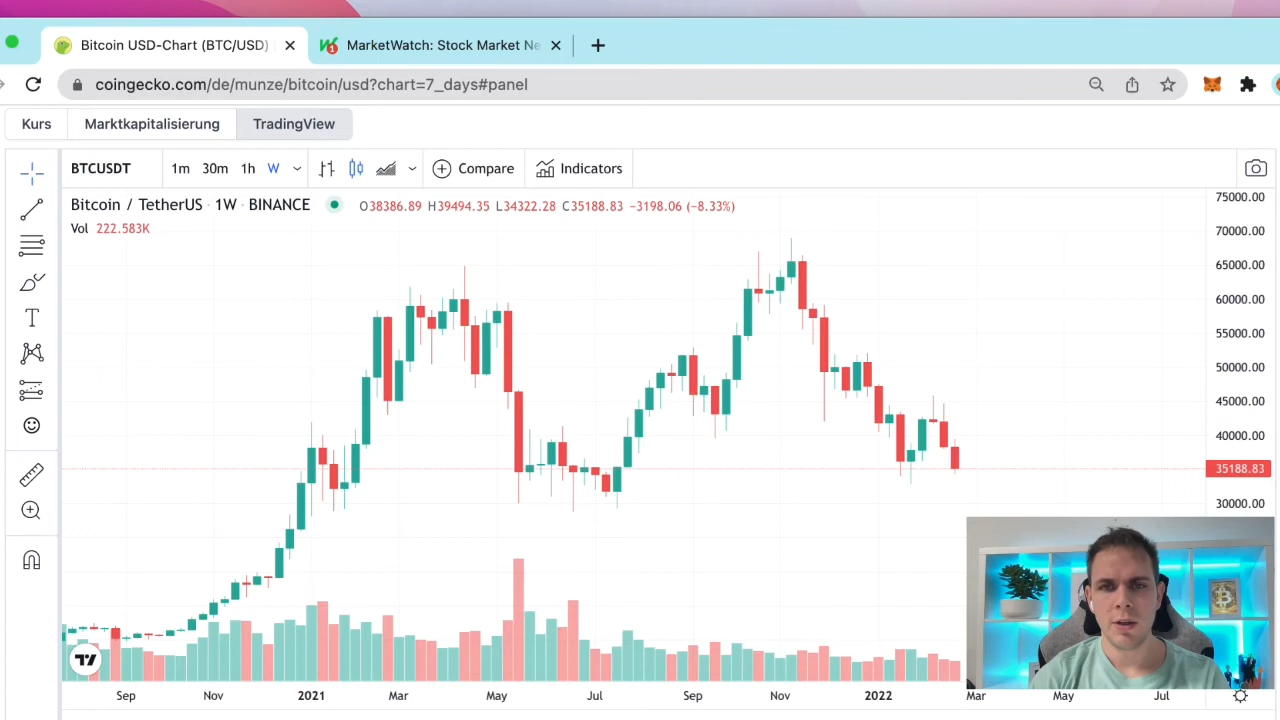 Bitcoin USD-Chart (BTC/USD)
1 MarketWatch: Stock Market Ne
coingecko.com/de/munze/bitcoin/usd?chart=7_days#panel
Kurs Marktkapitalisierung TradingView
BTCUSDT 1m 30m 1h W Compare Indicators
Bitcoin / TetherUS · 1W · BINANCE O38386.89 H39494.35 L34322.28 C35188.83 −3198.06 (−8.33%)
Vol 222.583K
75000.00
70000.00
65000.00
60000.00
55000.00
50000.00
45000.00
40000.00
35188.83
30000.00
Sep Nov 2021 Mar May Jul Sep Nov 2022 Mar May Jul